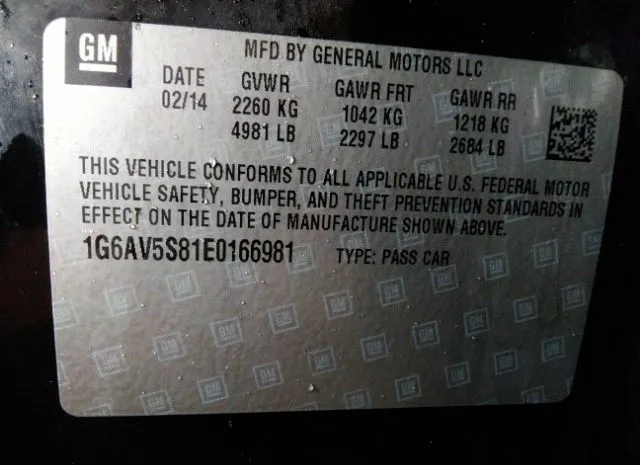 GM
MFD BY GENERAL MOTORS LLC
DATE GVWR GAWR FRT GAWR RR
02/14 2260 KG 1042 KG 1218 KG
4981 LB 2297 LB 2684 LB
THIS VEHICLE CONFORMS TO ALL APPLICABLE U.S. FEDERAL MOTOR
VEHICLE SAFETY, BUMPER, AND THEFT PREVENTION STANDARDS IN
EFFECT ON THE DATE OF MANUFACTURE SHOWN ABOVE.
1G6AV5S81E0166981 TYPE: PASS CAR